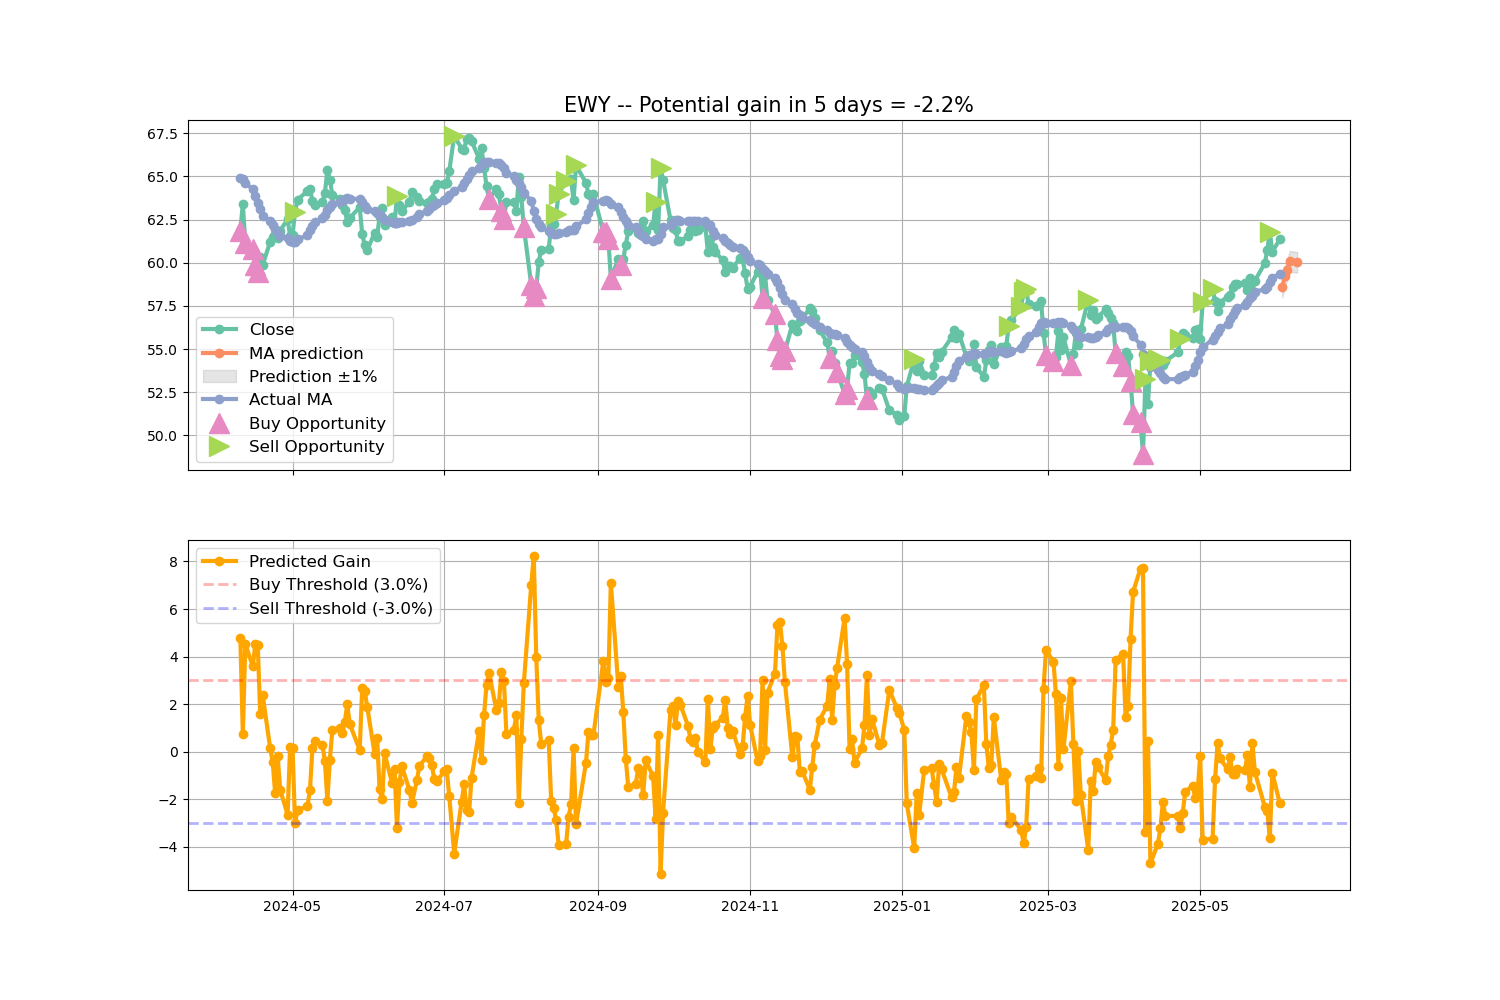 EWY -- Potential gain in 5 days = -2.2%
67.5
65.0
62.5
60.0
57.5
55.0
52.5
50.0
Close
MA prediction
Prediction ±1%
Actual MA
Buy Opportunity
Sell Opportunity
8
6
4
2
0
−2
−4
Predicted Gain
Buy Threshold (3.0%)
Sell Threshold (-3.0%)
2024-05
2024-07
2024-09
2024-11
2025-01
2025-03
2025-05